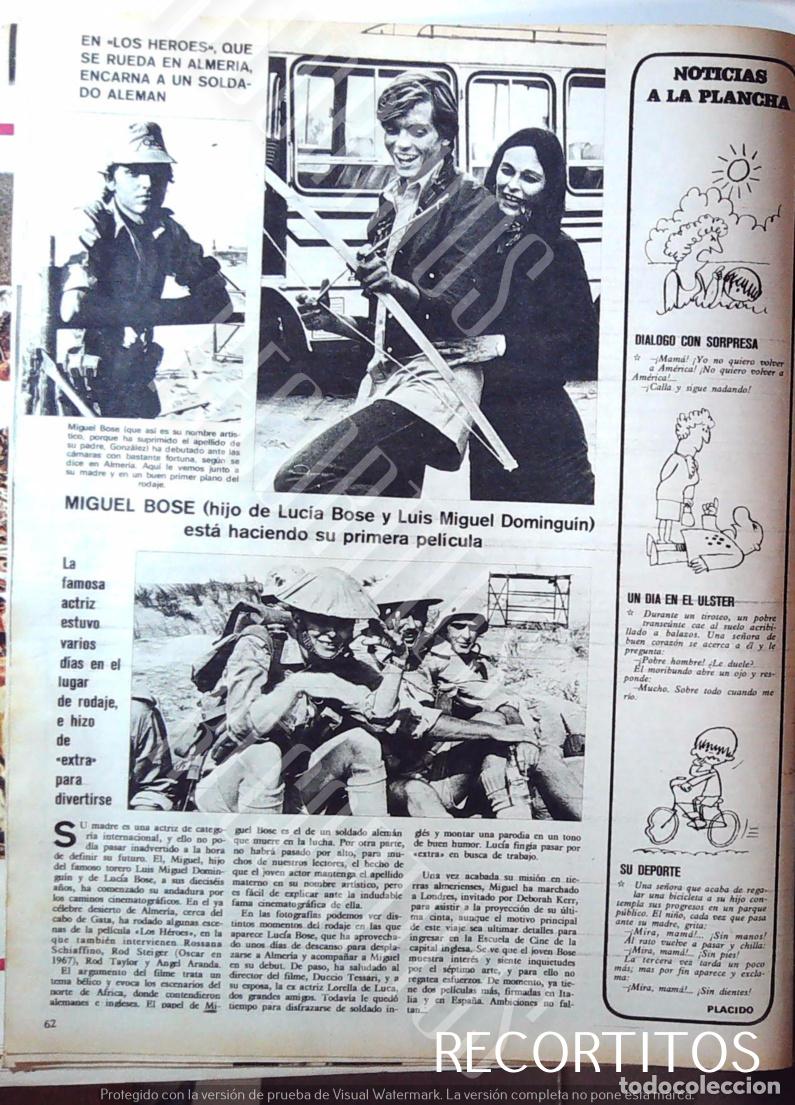 EN «LOS HEROES», QUE
SE RUEDA EN ALMERIA,
ENCARNA A UN SOLDA-
DO ALEMAN
Miguel Bose (que así es su nombre artís-
tico, porque ha suprimido el apellido de
su padre, González) ha debutado ante las
cámaras con bastante fortuna, según se
dice en Almería. Aquí le vemos junto a
su madre y en un buen primer plano del
rodaje.
MIGUEL BOSE (hijo de Lucía Bose y Luis Miguel Dominguín)
está haciendo su primera película
La
famosa
actriz
estuvo
varios
días en el
lugar
de rodaje,
e hizo
de
«extra»
para
divertirse
SU madre es una actriz de catego-
ría internacional, y ello no po-
día pasar inadvertido a la hora
de definir su futuro. El, Miguel, hijo
del famoso torero Luis Miguel Domin-
guín y de Lucía Bose, a sus dieciséis
años, ha comenzado su andadura por
los caminos cinematográficos. En el ya
célebre desierto de Almería, cerca del
cabo de Gata, ha rodado algunas esce-
nas de la película «Los Héroes», en la
que también intervienen Rossana
Schiaffino, Rod Steiger (Oscar en
1967), Rod Taylor y Angel Aranda.
El argumento del filme trata un
tema bélico y evoca los escenarios del
norte de Africa, donde contendieron
alemanes e ingleses. El papel de Mi-
guel Bose es el de un soldado alemán
que muere en la lucha. Por otra parte,
no habrá pasado por alto, para mu-
chos de nuestros lectores, el hecho de
que el joven actor mantenga el apellido
materno en su nombre artístico, pero
es fácil de explicar ante la indudable
fama cinematográfica de ella.
En las fotografías podemos ver dis-
tintos momentos del rodaje en las que
aparece Lucía Bose, que ha aprovecha-
do unos días de descanso para despla-
zarse a Almería y acompañar a Miguel
en su debut. De paso, ha saludado al
director del filme, Duccio Tessari, y a
su esposa, la ex actriz Lorella de Luca,
dos grandes amigos. Todavía le quedó
tiempo para disfrazarse de soldado in-
glés y montar una parodia en un tono
de buen humor. Lucía fingía pasar por
«extra» en busca de trabajo.
Una vez acabada su misión en tie-
rras almerienses, Miguel ha marchado
a Londres, invitado por Deborah Kerr,
para asistir a la proyección de su últi-
ma cinta, aunque el motivo principal
de este viaje sea ultimar detalles para
ingresar en la Escuela de Cine de la
capital inglesa. Se ve que el joven Bose
muestra interés y siente inquietudes
por el séptimo arte, y para ello no
regatea esfuerzos. De momento, ya tie-
ne dos películas más, firmadas en Ita-
lia y en España. Ambiciones no fal-
tan...
62
NOTICIAS
A LA PLANCHA
DIALOGO CON SORPRESA
☆ —¡Mamá! ¡Yo no quiero volver
a América! ¡No quiero volver a
América!...
—¡Calla y sigue nadando!
UN DIA EN EL ULSTER
☆ Durante un tiroteo, un pobre
transeúnte cae al suelo acribi-
llado a balazos. Una señora de
buen corazón se acerca a él y le
pregunta:
—¡Pobre hombre! ¿Le duele?
El moribundo abre un ojo y res-
ponde:
—Mucho. Sobre todo cuando me
río.
SU DEPORTE
☆ Una señora que acaba de rega-
lar una bicicleta a su hijo con-
templa sus progresos en un parque
público. El niño, cada vez que pasa
ante su madre, grita:
—¡Mira, mamá!... ¡Sin manos!
Al rato vuelve a pasar y chilla:
—¡Mira, mamá! ¡Sin pies!
La tercera vez tarda un poco
más; mas por fin aparece y excla-
ma:
—¡Mira, mamá!... ¡Sin dientes!
PLACIDO
RECORTITOS
todocoleccion
Protegido con la versión de prueba de Visual Watermark. La versión completa no pone esta marca.